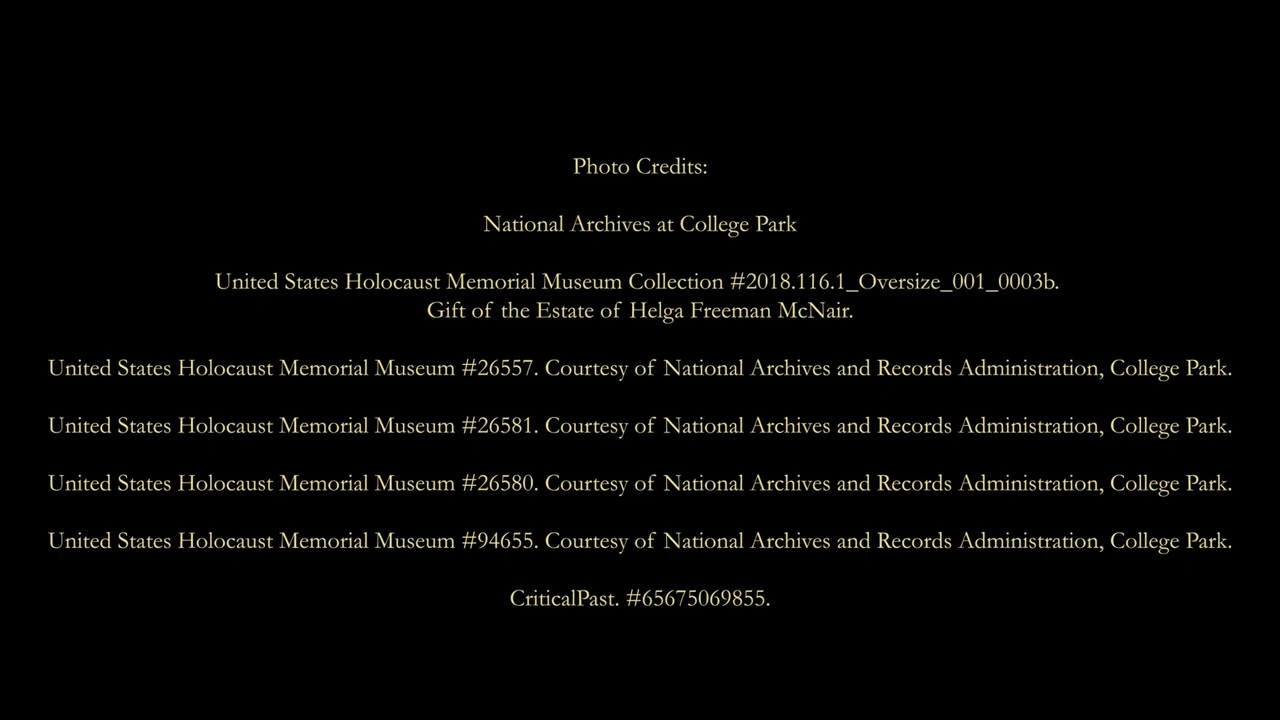 Photo Credits:
National Archives at College Park
United States Holocaust Memorial Museum Collection #2018.116.1_Oversize_001_0003b.
Gift of the Estate of Helga Freeman McNair.
United States Holocaust Memorial Museum #26557. Courtesy of National Archives and Records Administration, College Park.
United States Holocaust Memorial Museum #26581. Courtesy of National Archives and Records Administration, College Park.
United States Holocaust Memorial Museum #26580. Courtesy of National Archives and Records Administration, College Park.
United States Holocaust Memorial Museum #94655. Courtesy of National Archives and Records Administration, College Park.
CriticalPast. #65675069855.